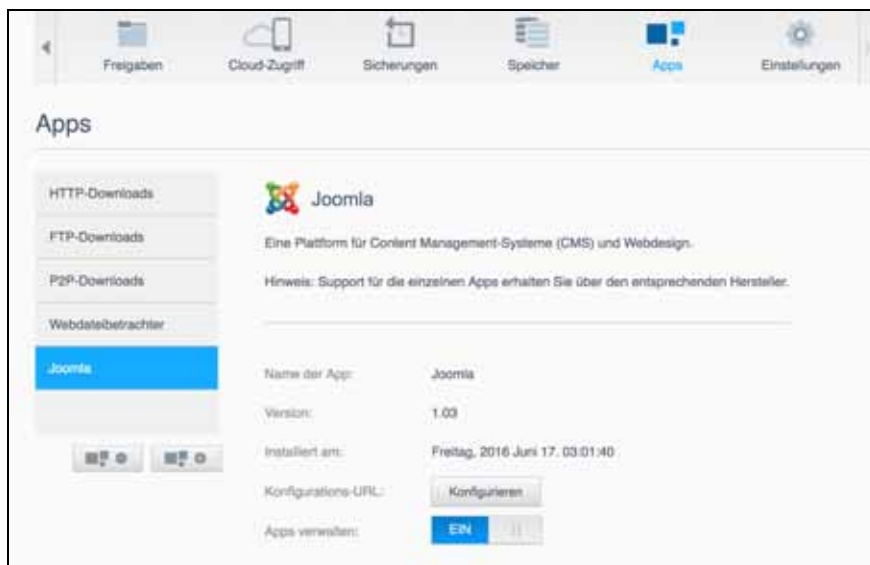 Freigaben
Cloud-Zugriff
Sicherungen
Speicher
Apps
Einstellungen
Apps
HTTP-Downloads
FTP-Downloads
P2P-Downloads
Webdateibetrachter
Joomla
Joomla
Eine Plattform für Content Management-Systeme (CMS) und Webdesign.
Hinweis: Support für die einzelnen Apps erhalten Sie über den entsprechenden Hersteller.
Name der App: Joomla
Version: 1.03
Installiert am: Freitag, 2016 Juni 17. 03:01:40
Konfigurations-URL: Konfigurieren
Apps verwalten: EIN